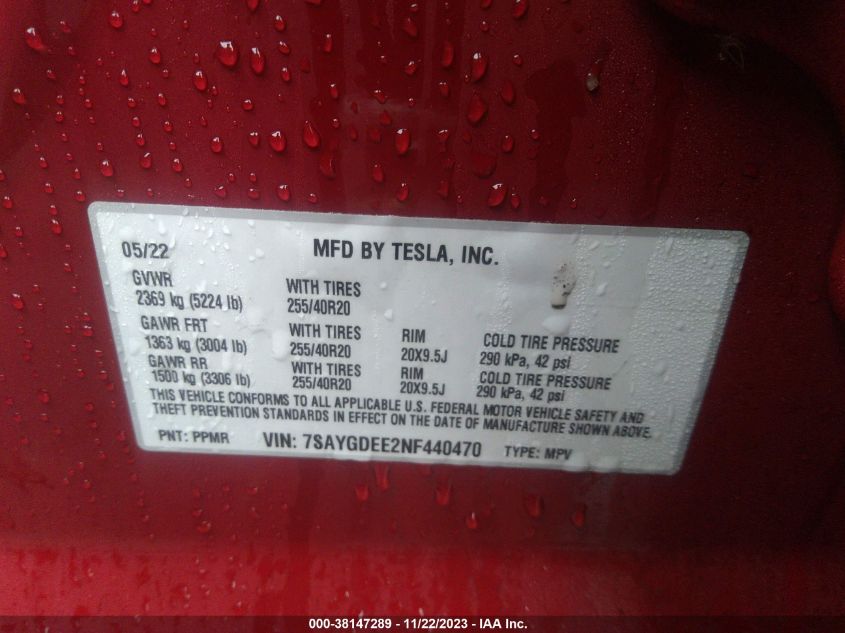 05/22 MFD BY TESLA, INC.
GVWR
2369 kg (5224 lb) WITH TIRES 255/40R20
GAWR FRT
1363 kg (3004 lb) WITH TIRES 255/40R20 RIM 20X9.5J COLD TIRE PRESSURE 290 kPa, 42 psi
GAWR RR
1500 kg (3306 lb) WITH TIRES 255/40R20 RIM 20X9.5J COLD TIRE PRESSURE 290 kPa, 42 psi
THIS VEHICLE CONFORMS TO ALL APPLICABLE U.S. FEDERAL MOTOR VEHICLE SAFETY AND
THEFT PREVENTION STANDARDS IN EFFECT ON THE DATE OF MANUFACTURE SHOWN ABOVE.
PNT: PPMR VIN: 7SAYGDEE2NF440470 TYPE: MPV
000-38147289 - 11/22/2023 - IAA Inc.